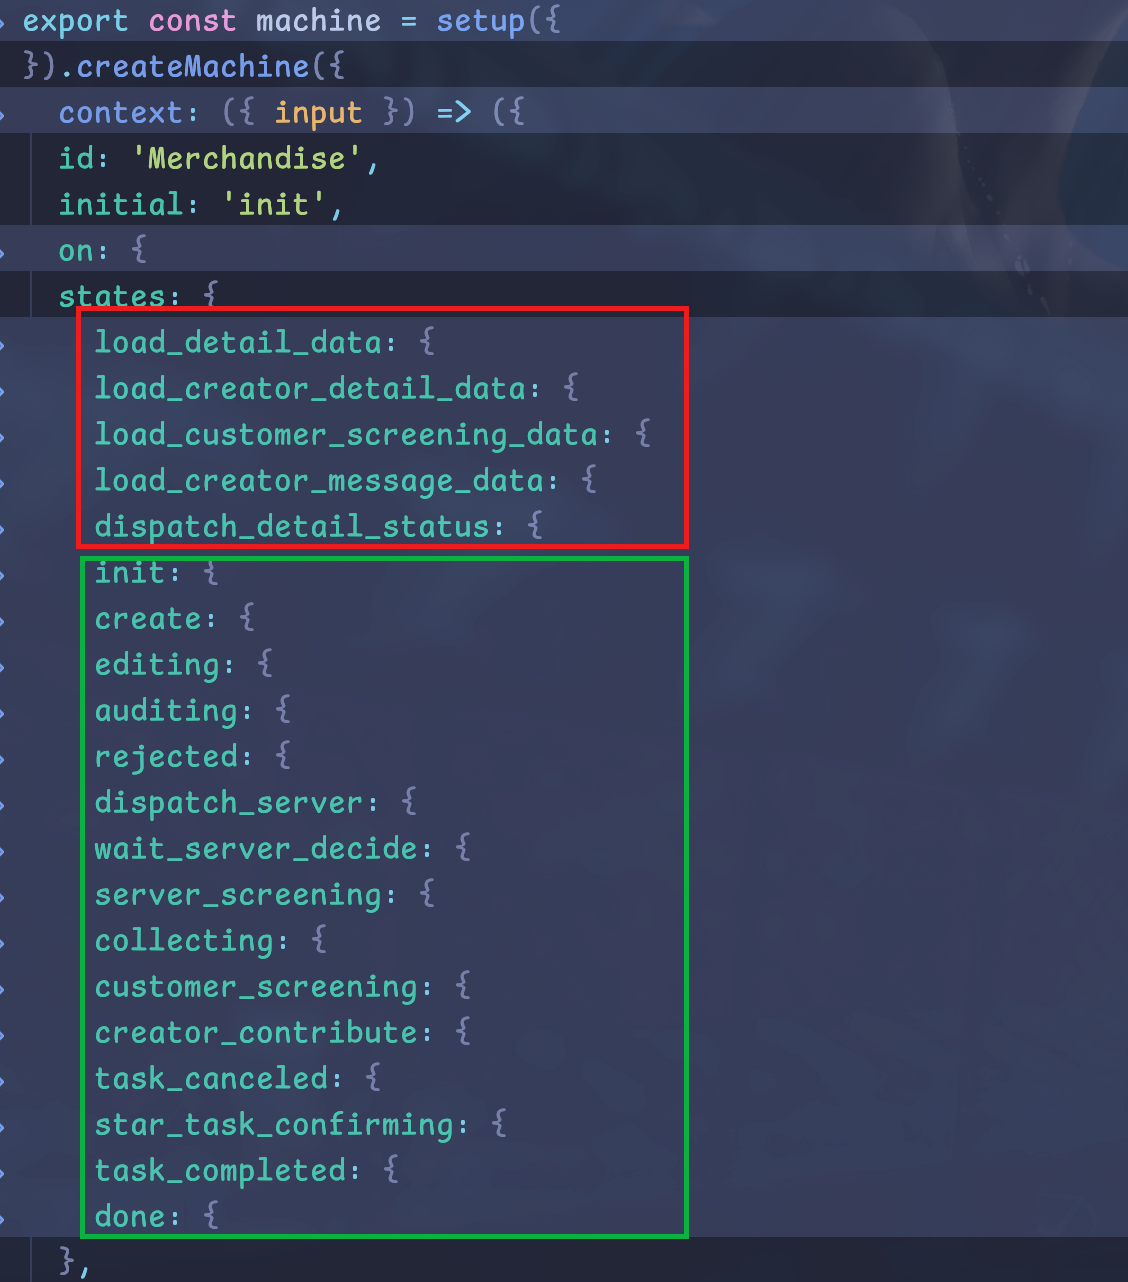 export const machine = setup({
}).createMachine({
context: ({ input }) => ({
id: 'Merchandise',
initial: 'init',
on: {
states: {
load_detail_data: {
load_creator_detail_data: {
load_customer_screening_data: {
load_creator_message_data: {
dispatch_detail_status: {
init: {
create: {
editing: {
auditing: {
rejected: {
dispatch_server: {
wait_server_decide: {
server_screening: {
collecting: {
customer_screening: {
creator_contribute: {
task_canceled: {
star_task_confirming: {
task_completed: {
done: {
},